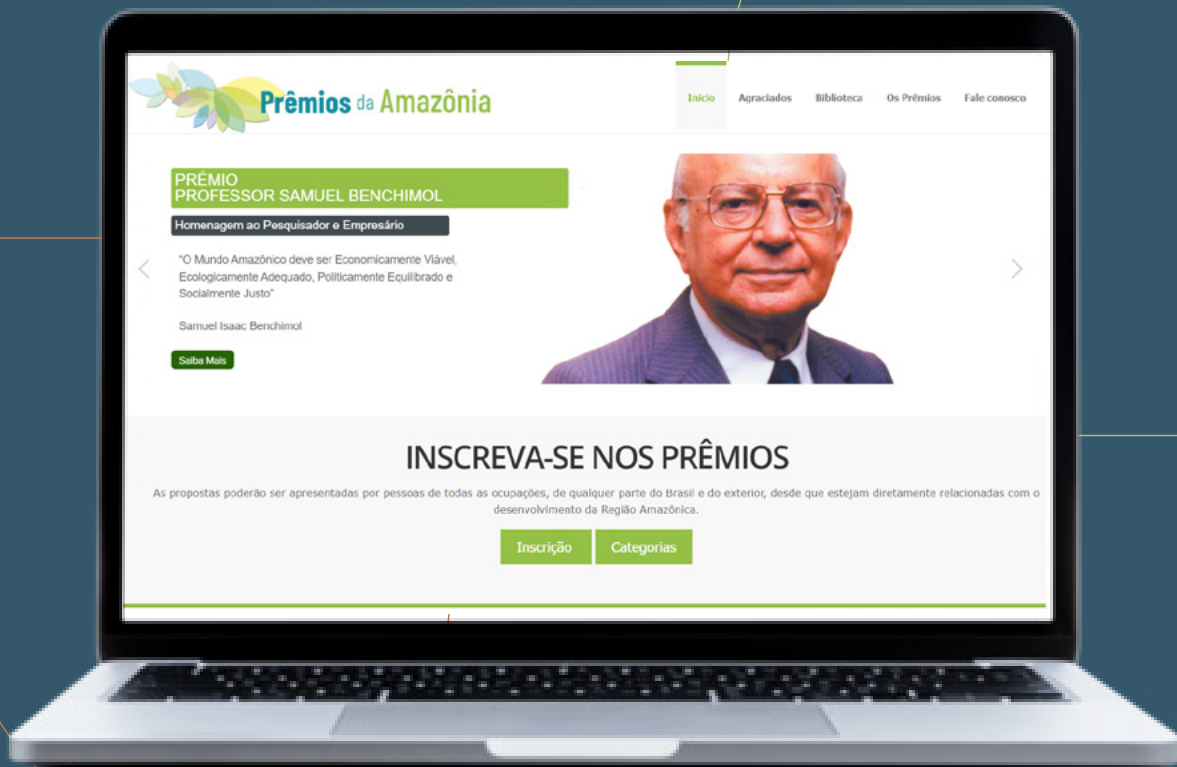 Prêmios da Amazônia
Início Agraciados Biblioteca Os Prêmios Fale conosco
PRÊMIO
PROFESSOR SAMUEL BENCHIMOL
Homenagem ao Pesquisador e Empresário
"O Mundo Amazônico deve ser Economicamente Viável,
Ecologicamente Adequado, Politicamente Equilibrado e
Socialmente Justo"
Samuel Isaac Benchimol
Saiba Mais
INSCREVA-SE NOS PRÊMIOS
As propostas poderão ser apresentadas por pessoas de todas as ocupações, de qualquer parte do Brasil e do exterior, desde que estejam diretamente relacionadas com o
desenvolvimento da Região Amazônica.
Inscrição Categorias